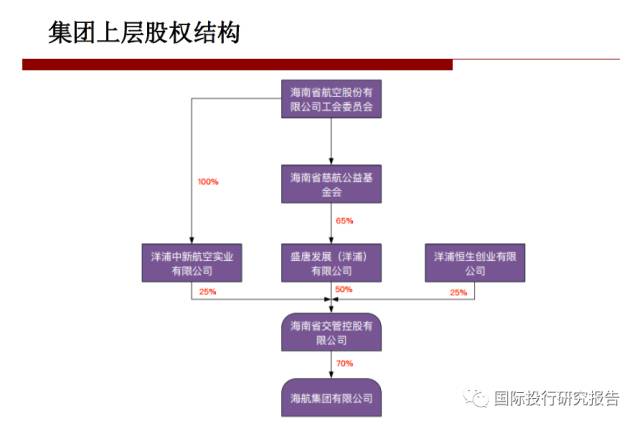 集团上层股权结构
海南省航空股份有
限公司工会委员会
100%
海南省慈航公益基
金会
65%
洋浦中新航空实业
有限公司
盛唐发展（洋浦）
有限公司
洋浦恒生创业有限
公司
25%
50%
25%
海南省交管控股有
限公司
70%
海航集团有限公司
国际投行研究报告